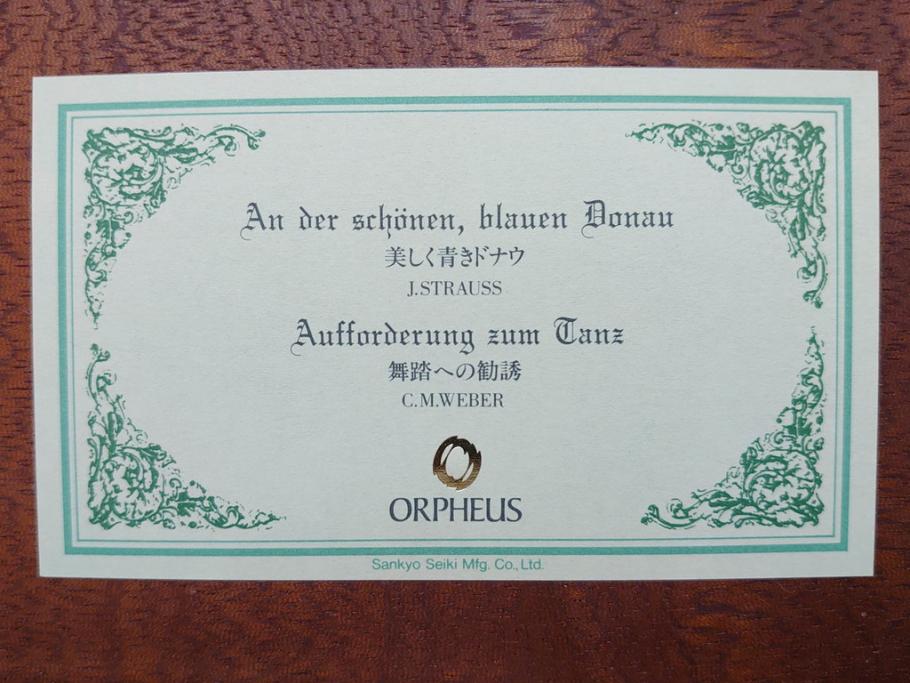 An der schönen, blauen Donau
美しく青きドナウ
J.STRAUSS
Aufforderung zum Tanz
舞踏への勧誘
C.M.WEBER
ORPHEUS
Sankyo Seiki Mfg. Co., Ltd.